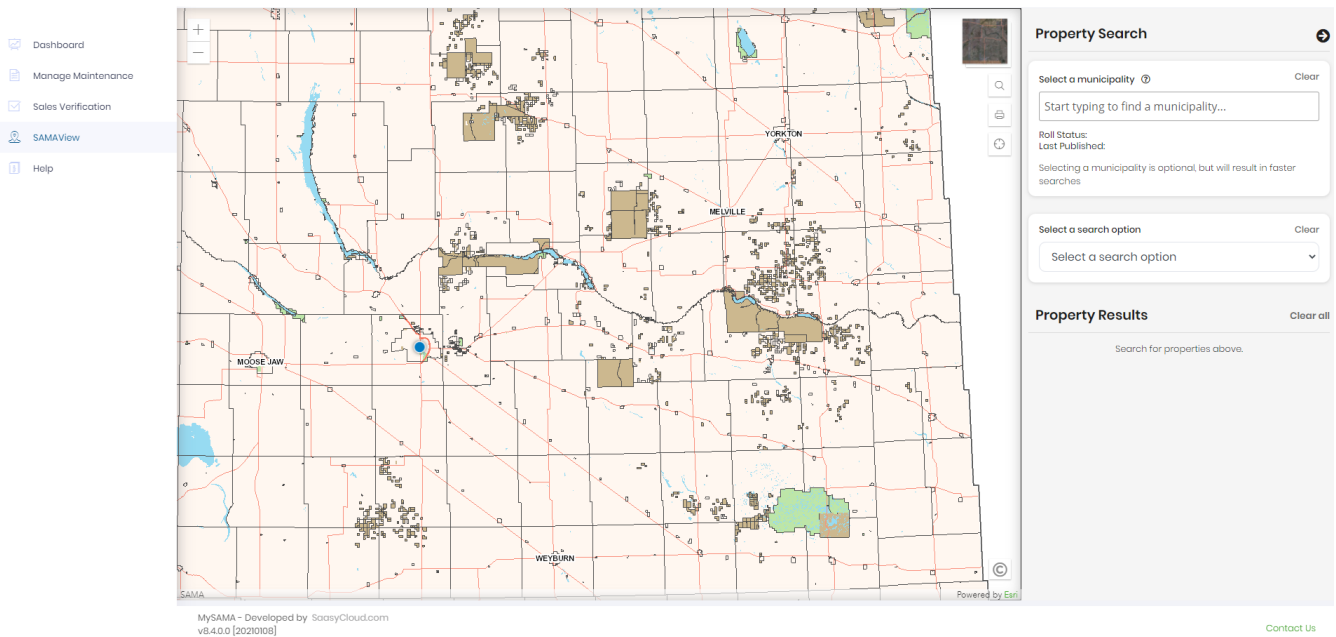 Dashboard
Manage Maintenance
Sales Verification
SAMAView
Help
YORKTON
MELVILLE
MOOSE JAW
WEYBURN
SAMA
Powered by Esri
Property Search
Select a municipality
Clear
Start typing to find a municipality...
Roll Status:
Last Published:
Selecting a municipality is optional, but will result in faster
searches
Select a search option
Clear
Select a search option
Property Results
Clear all
Search for properties above.
MySAMA - Developed by SaasyCloud.com
v8.4.0.0 [20210108]
Contact Us